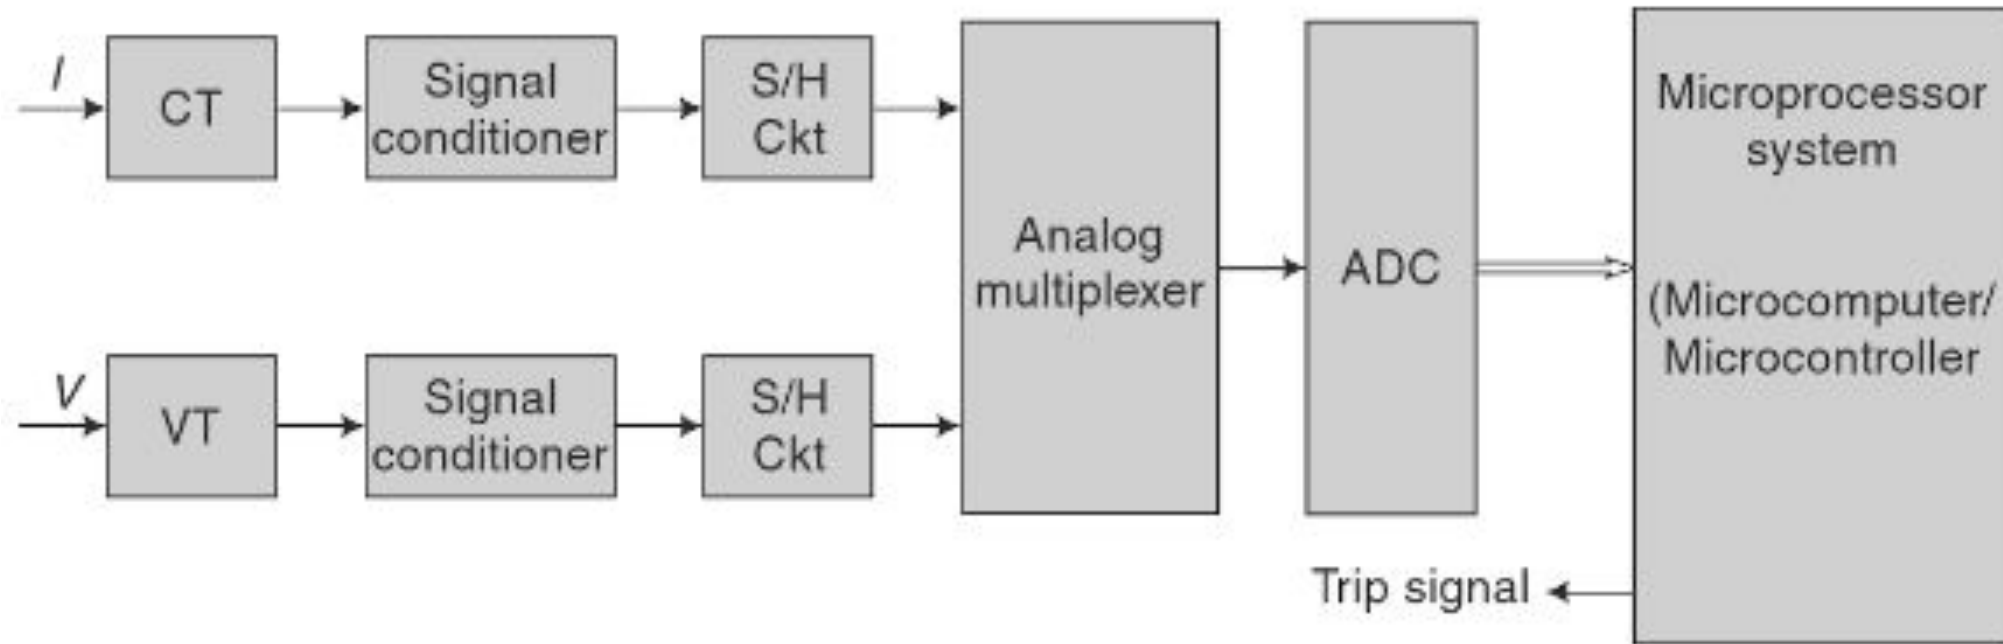 I
CT
Signal
conditioner
S/H
Ckt
V
VT
Signal
conditioner
S/H
Ckt
Analog
multiplexer
ADC
Microprocessor
system
(Microcomputer/
Microcontroller
Trip signal